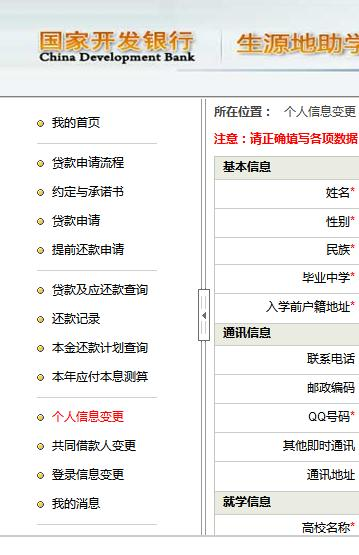 国家开发银行
China Development Bank
生源地助学
我的首页
贷款申请流程
约定与承诺书
贷款申请
提前还款申请
贷款及应还款查询
还款记录
本金还款计划查询
本年应付本息测算
个人信息变更
共同借款人变更
登录信息变更
我的消息
所在位置： 个人信息变更
注意：请正确填写各项数据
基本信息
姓名*
性别*
民族*
毕业中学*
入学前户籍地址*
通讯信息
联系电话
邮政编码
QQ号码*
其他即时通讯
通讯地址
就学信息
高校名称*